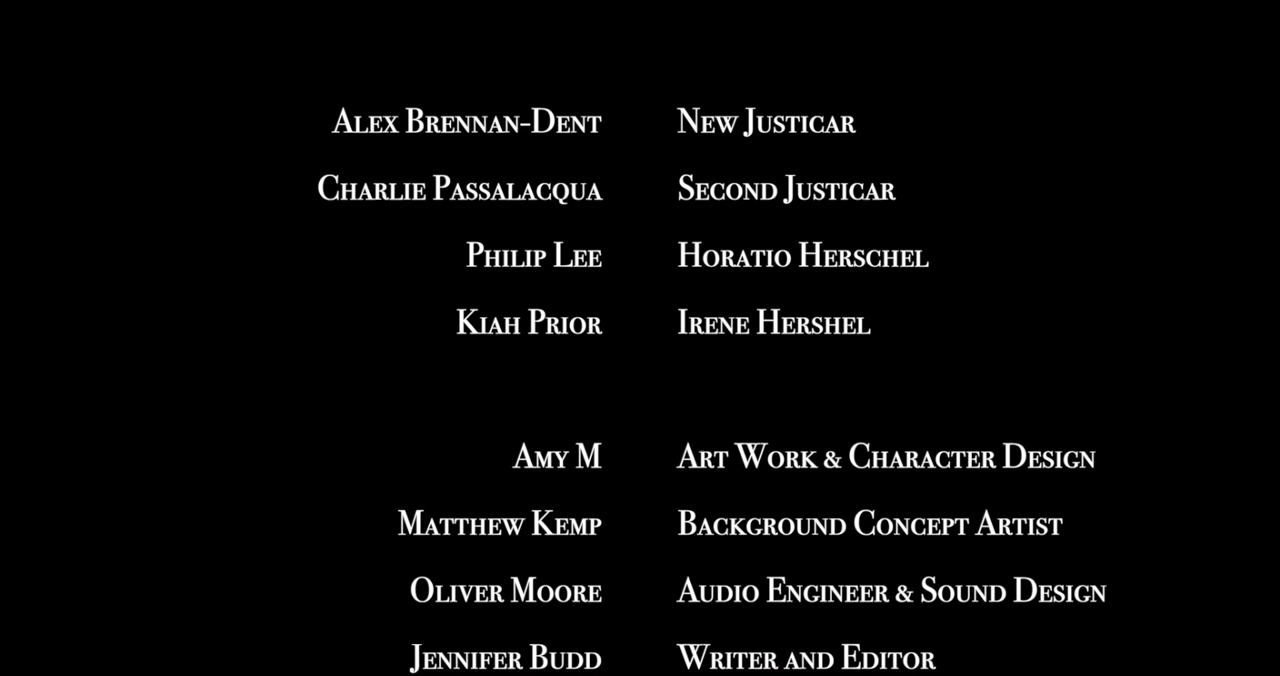 Alex Brennan-Dent New Justicar
Charlie Passalacqua Second Justicar
Philip Lee Horatio Herschel
Kiah Prior Irene Hershel
Amy M Art Work & Character Design
Matthew Kemp Background Concept Artist
Oliver Moore Audio Engineer & Sound Design
Jennifer Budd Writer and Editor